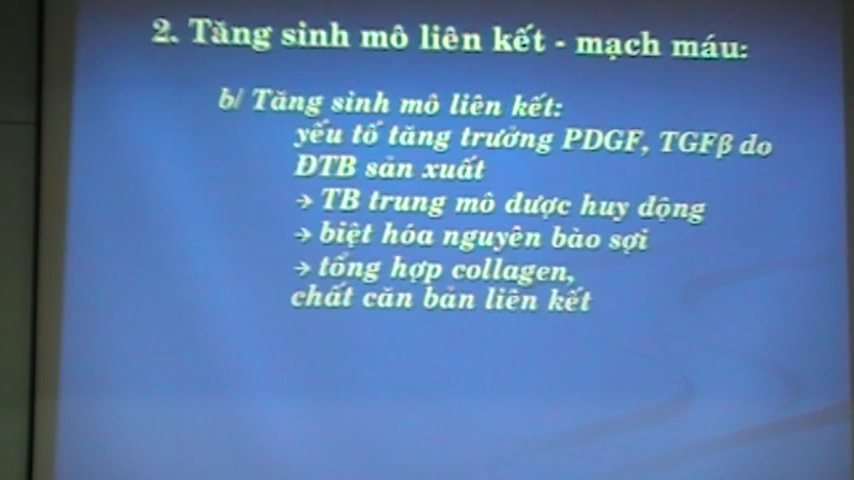 2. Tăng sinh mô liên kết - mạch máu:
b/ Tăng sinh mô liên kết:
yếu tố tăng trưởng PDGF, TGFβ do
ĐTB sản xuất
→ TB trung mô được huy động
→ biệt hóa nguyên bào sợi
→ tổng hợp collagen,
chất căn bản liên kết